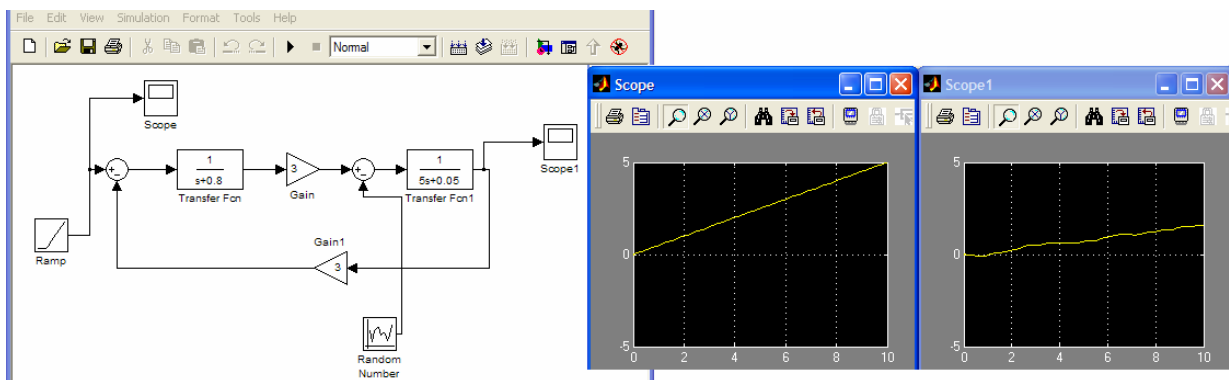 File Edit View Simulation Format Tools Help
Normal
Scope
1
s+0.8
Transfer Fcn
3
Gain
1
5s+0.05
Transfer Fcn1
Scope1
Ramp
Gain1
3
Random
Number
Scope
5
0
-5
0 2 4 6 8 10
Scope1
5
0
-5
0 2 4 6 8 10